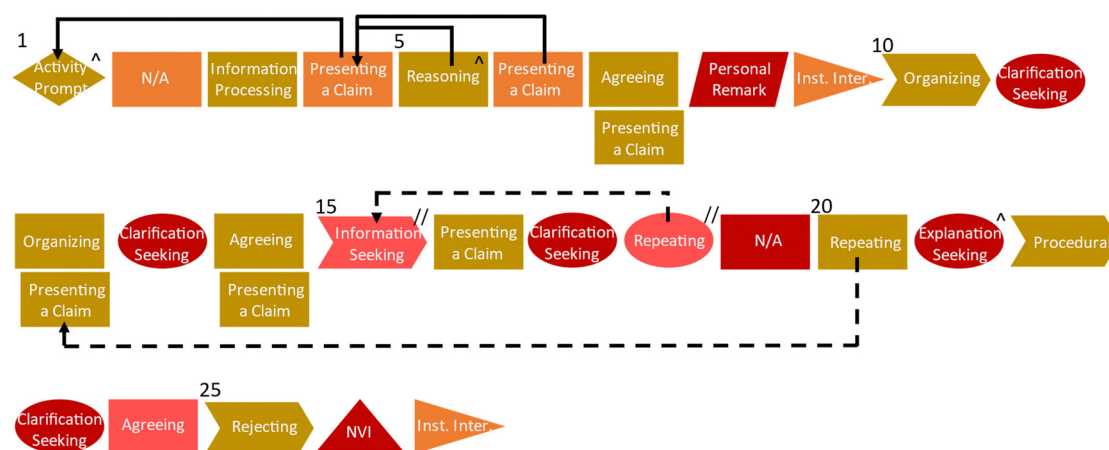 1
5
10
^
^
Activity
Prompt
N/A
Information
Processing
Presenting
a Claim
Reasoning
Presenting
a Claim
Agreeing
Presenting
a Claim
Personal
Remark
Inst. Inter.
Organizing
Clarification
Seeking
15
//
//
20
^
Organizing
Presenting
a Claim
Clarification
Seeking
Agreeing
Presenting
a Claim
Information
Seeking
Presenting
a Claim
Clarification
Seeking
Repeating
N/A
Repeating
Explanation
Seeking
Procedural
25
Clarification
Seeking
Agreeing
Rejecting
NVI
Inst. Inter.